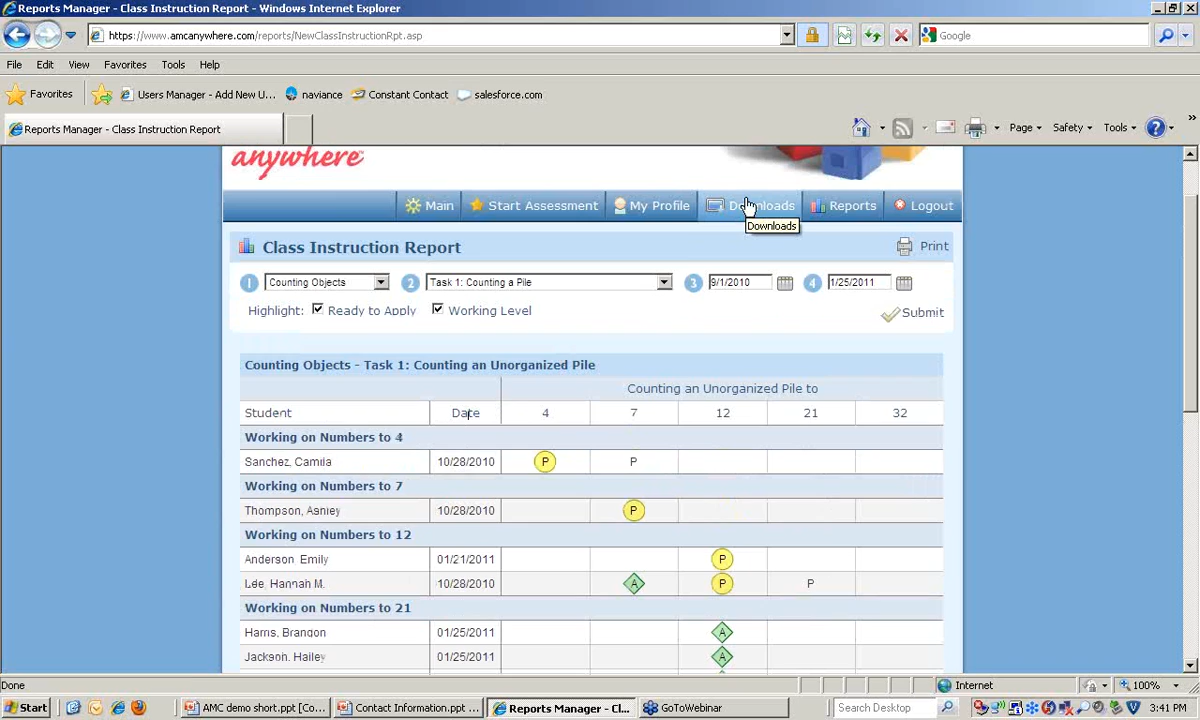 Reports Manager - Class Instruction Report - Windows Internet Explorer
https://www.amcanywhere.com/reports/NewClassInstructionRpt.asp
Google
File Edit View Favorites Tools Help
Favorites Users Manager - Add New U... naviance Constant Contact salesforce.com
Reports Manager - Class Instruction Report
Page Safety Tools
anywhere
Main Start Assessment My Profile Downloads Reports Logout
Downloads
Class Instruction Report Print
1 Counting Objects 2 Task 1: Counting a Pile 3 9/1/2010 4 1/25/2011
Highlight: Ready to Apply Working Level Submit
Counting Objects - Task 1: Counting an Unorganized Pile
Counting an Unorganized Pile to
Student Date 4 7 12 21 32
Working on Numbers to 4
Sanchez, Camila 10/28/2010 P P
Working on Numbers to 7
Thompson, 10/28/2010 P
Working on Numbers to 12
Anderson Emily 01/21/2011 P
Lee, Hannah M. 10/28/2010 A P P
Working on Numbers to 21
Harris, Brandon 01/25/2011 A
Jackson, Hailey 01/25/2011 A
Done Internet 100%
Start AMC demo short.ppt [Co... Contact Information.ppt ... Reports Manager - Cl... GoToWebinar Search Desktop 3:41 PM